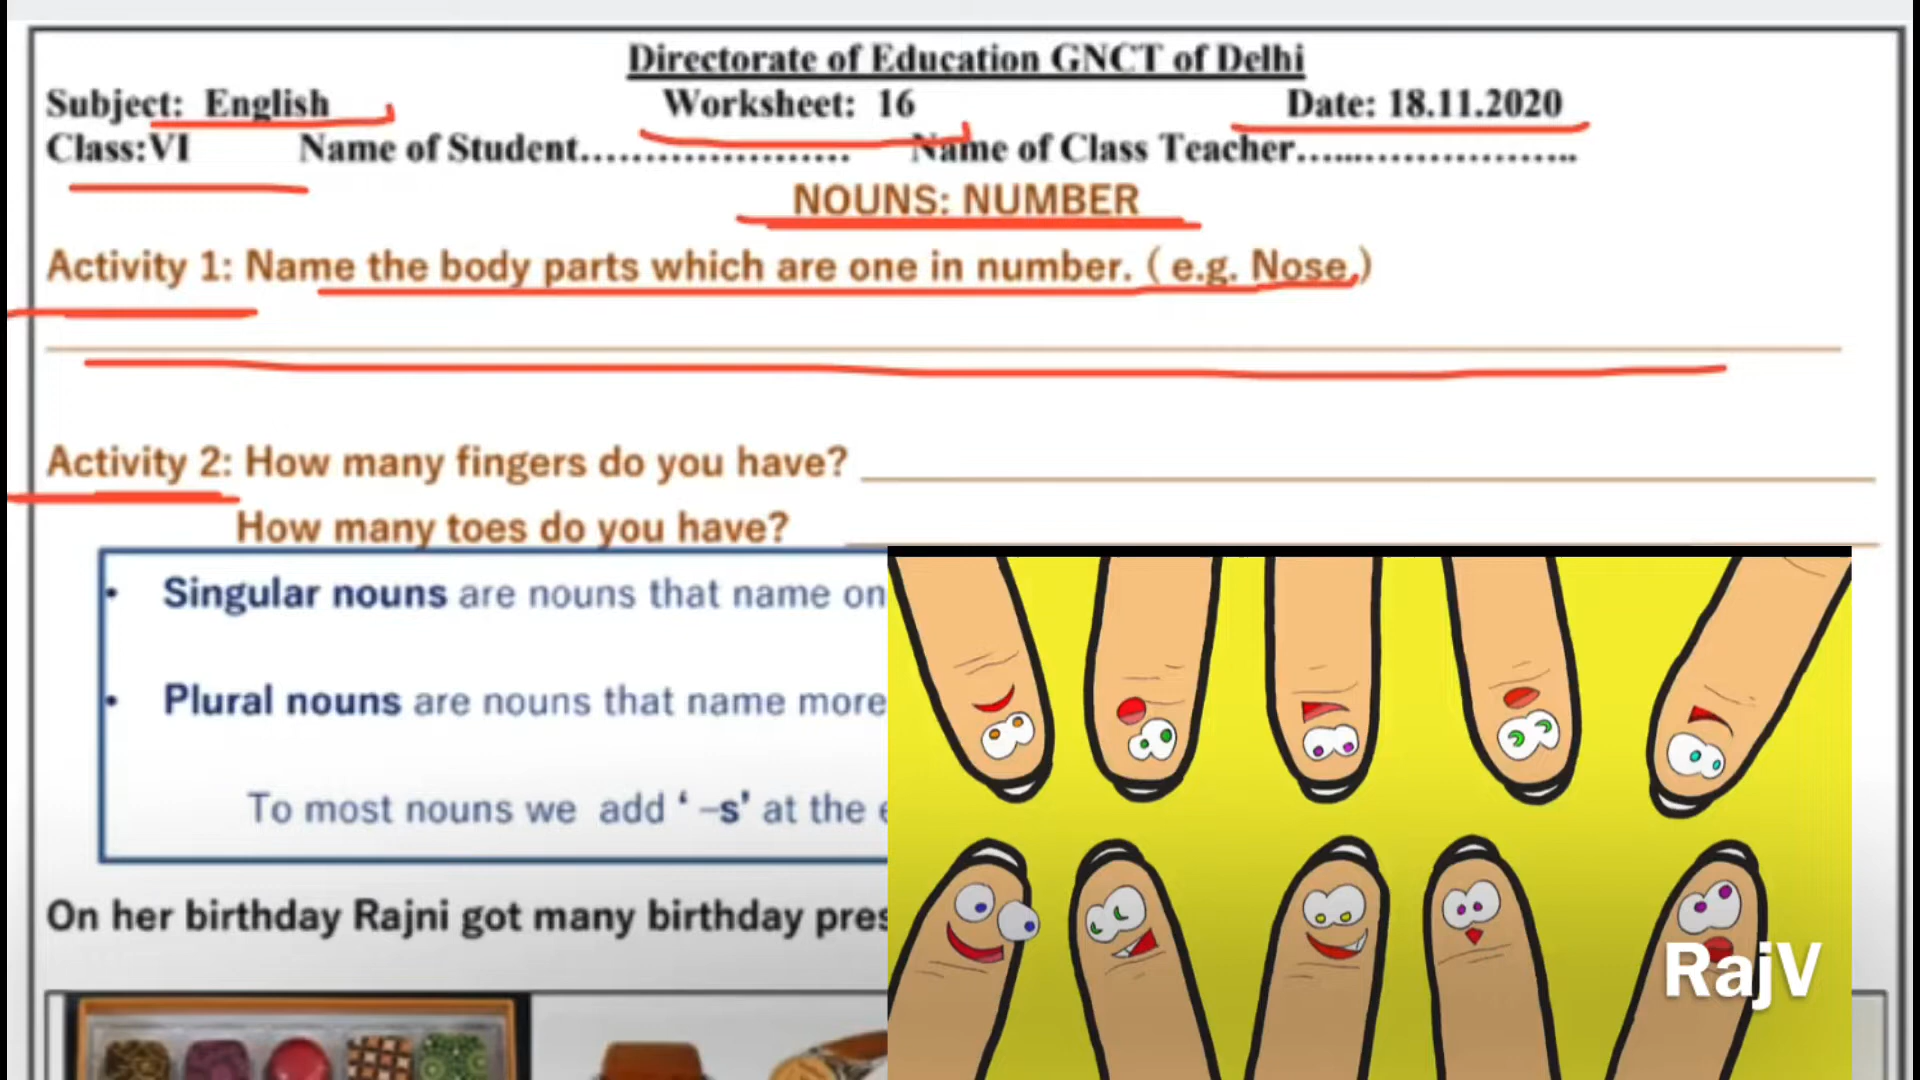 Directorate of Education GNCT of Delhi
Subject: English Worksheet: 16 Date: 18.11.2020
Class:VI Name of Student..................... Name of Class Teacher.........................
NOUNS: NUMBER
Activity 1: Name the body parts which are one in number. ( e.g. Nose )
Activity 2: How many fingers do you have?
How many toes do you have?
• Singular nouns are nouns that name on
• Plural nouns are nouns that name more
To most nouns we add ‘ –s’ at the
On her birthday Rajni got many birthday
RajV